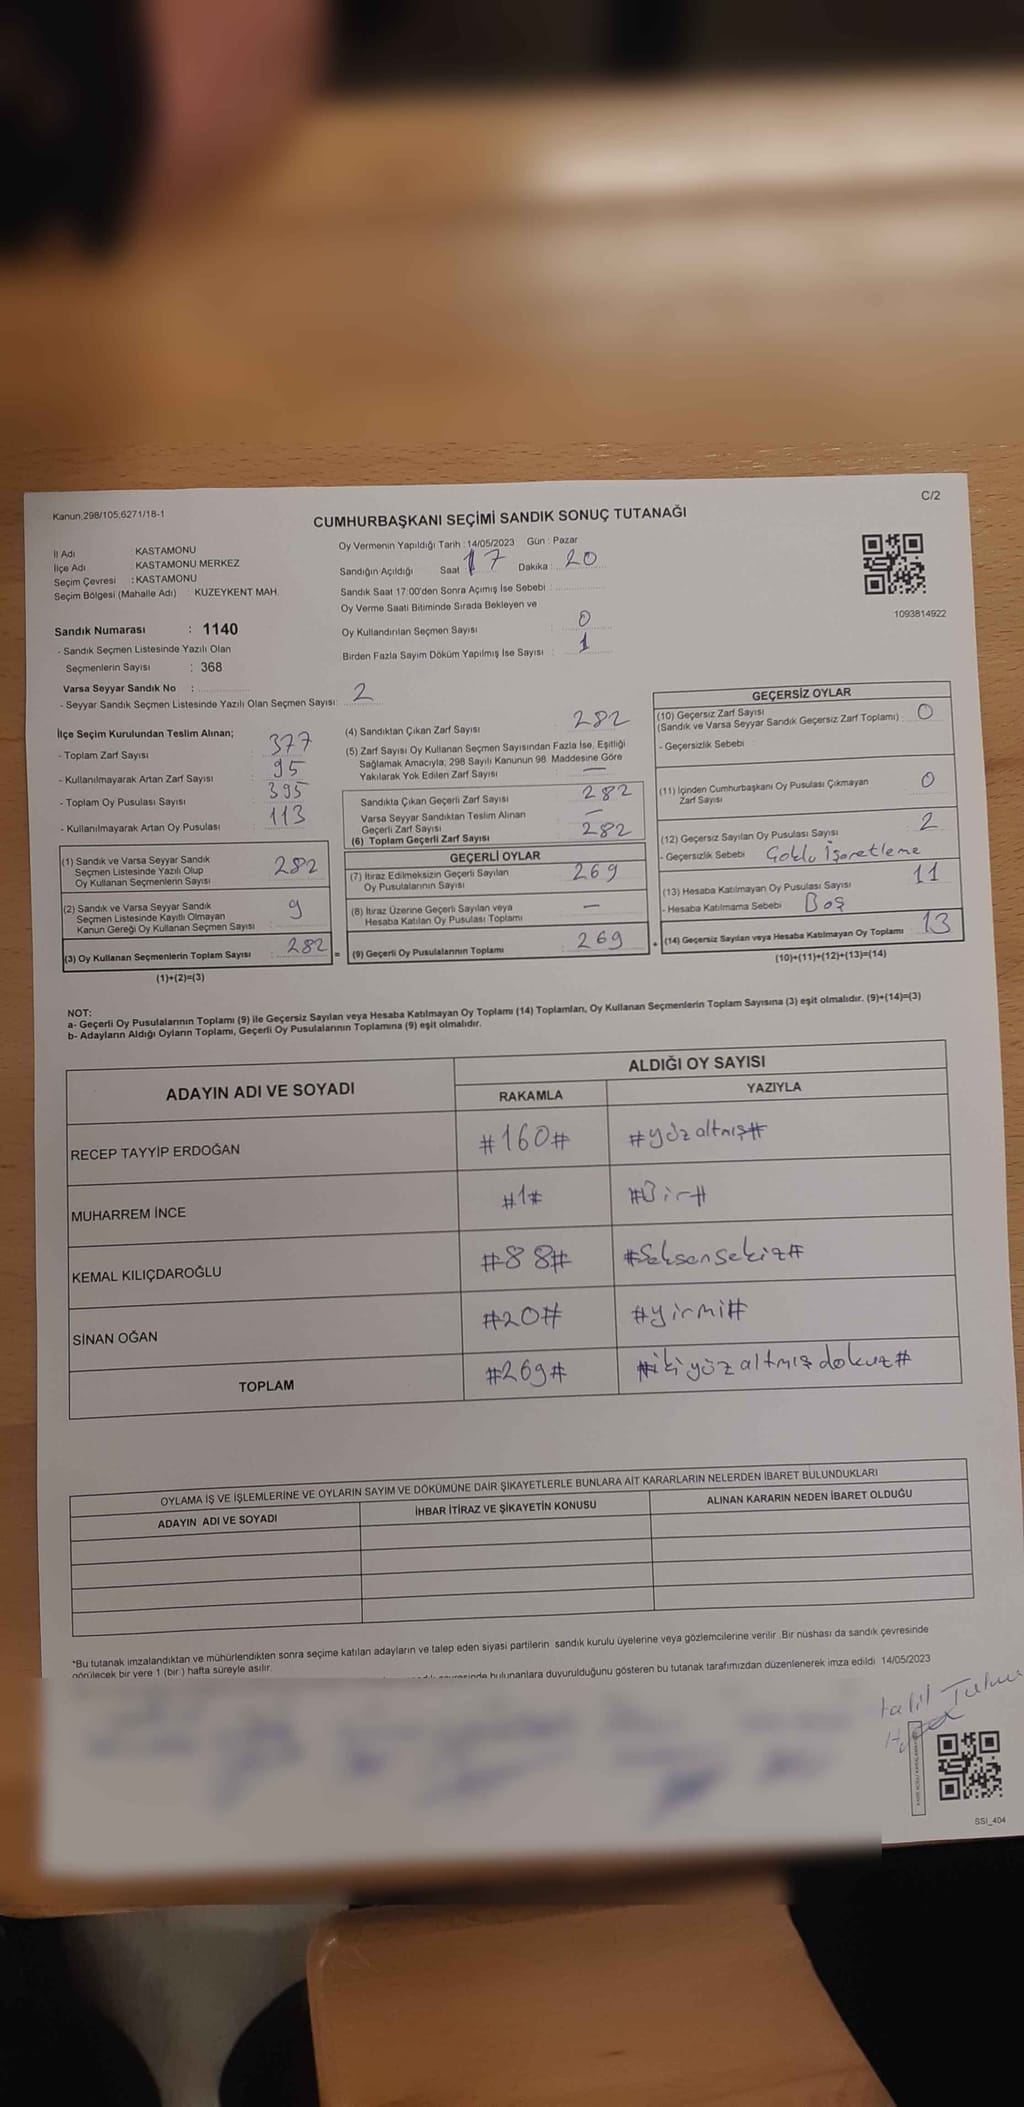 Kanun:298/105,6271/18-1
C/2
CUMHURBAŞKANI SEÇİMİ SANDIK SONUÇ TUTANAĞI
İl Adı : KASTAMONU
İlçe Adı : KASTAMONU MERKEZ
Seçim Çevresi : KASTAMONU
Seçim Bölgesi (Mahalle Adı) : KUZEYKENT MAH.
Oy Vermenin Yapıldığı Tarih : 14/05/2023 Gün : Pazar
Sandığın Açıldığı Saat 17 Dakika : 20
Sandık Saat 17:00'den Sonra Açımış İse Sebebi :
Oy Verme Saati Bitiminde Sırada Bekleyen ve
Oy Kullandırılan Seçmen Sayısı : 0
Birden Fazla Sayım Döküm Yapılmış İse Sayısı : 1
1093814922
Sandık Numarası : 1140
- Sandık Seçmen Listesinde Yazılı Olan
Seçmenlerin Sayısı : 368
Varsa Seyyar Sandık No :
- Seyyar Sandık Seçmen Listesinde Yazılı Olan Seçmen Sayısı: 2
İlçe Seçim Kurulundan Teslim Alınan;
- Toplam Zarf Sayısı 377
- Kullanılmayarak Artan Zarf Sayısı 95
- Toplam Oy Pusulası Sayısı 395
- Kullanılmayarak Artan Oy Pusulası 113
(1) Sandık ve Varsa Seyyar Sandık
Seçmen Listesinde Yazılı Olup
Oy Kullanan Seçmenlerin Sayısı 282
(2) Sandık ve Varsa Seyyar Sandık
Seçmen Listesinde Kayıtlı Olmayan
Kanun Gereği Oy Kullanan Seçmen Sayısı 9
(3) Oy Kullanan Seçmenlerin Toplam Sayısı 282 =
(1)+(2)=(3)
(4) Sandıktan Çıkan Zarf Sayısı 282
(5) Zarf Sayısı Oy Kullanan Seçmen Sayısından Fazla İse, Eşitliği
Sağlamak Amacıyla; 298 Sayılı Kanunun 98. Maddesine Göre
Yakılarak Yok Edilen Zarf Sayısı —
Sandıkta Çıkan Geçerli Zarf Sayısı 282
Varsa Seyyar Sandıktan Teslim Alınan
Geçerli Zarf Sayısı —
(6) Toplam Geçerli Zarf Sayısı 282
GEÇERLİ OYLAR
(7) İtiraz Edilmeksizin Geçerli Sayılan
Oy Pusulalarının Sayısı 269
(8) İtiraz Üzerine Geçerli Sayılan veya
Hesaba Katılan Oy Pusulası Toplamı —
(9) Geçerli Oy Pusulalarının Toplamı 269 +
GEÇERSİZ OYLAR
(10) Geçersiz Zarf Sayısı
(Sandık ve Varsa Seyyar Sandık Geçersiz Zarf Toplamı) : 0
- Geçersizlik Sebebi :
(11) İçinden Cumhurbaşkanı Oy Pusulası Çıkmayan
Zarf Sayısı 0
(12) Geçersiz Sayılan Oy Pusulası Sayısı 2
- Geçersizlik Sebebi Çoklu İşaretleme
(13) Hesaba Katılmayan Oy Pusulası Sayısı 11
- Hesaba Katılmama Sebebi Boş
(14) Geçersiz Sayılan veya Hesaba Katılmayan Oy Toplamı 13
(10)+(11)+(12)+(13)=(14)
NOT:
a- Geçerli Oy Pusulalarının Toplamı (9) ile Geçersiz Sayılan veya Hesaba Katılmayan Oy Toplamı (14) Toplamları, Oy Kullanan Seçmenlerin Toplam Sayısına (3) eşit olmalıdır. (9)+(14)=(3)
b- Adayların Aldığı Oyların Toplamı, Geçerli Oy Pusulalarının Toplamına (9) eşit olmalıdır.
ADAYIN ADI VE SOYADI
ALDIĞI OY SAYISI
RAKAMLA YAZIYLA
RECEP TAYYİP ERDOĞAN #160# #yüz altmış#
MUHARREM İNCE #1# #Bir#
KEMAL KILIÇDAROĞLU #88# #Seksensekiz#
SİNAN OĞAN #20# #yirmi#
TOPLAM #269# #iki yüz altmış dokuz#
OYLAMA İŞ VE İŞLEMLERİNE VE OYLARIN SAYIM VE DÖKÜMÜNE DAİR ŞİKAYETLERLE BUNLARA AİT KARARLARIN NELERDEN İBARET BULUNDUKLARI
ADAYIN ADI VE SOYADI İHBAR İTİRAZ VE ŞİKAYETİN KONUSU ALINAN KARARIN NEDEN İBARET OLDUĞU
*Bu tutanak imzalandıktan ve mühürlendikten sonra seçime katılan adayların ve talep eden siyasi partilerin sandık kurulu üyelerine veya gözlemcilerine verilir. Bir nüshası da sandık çevresinde
görülecek bir yere 1 (bir) hafta süreyle asılır.
bulunanlara duyurulduğunu gösteren bu tutanak tarafımızdan düzenlenerek imza edildi. 14/05/2023
SSI_404